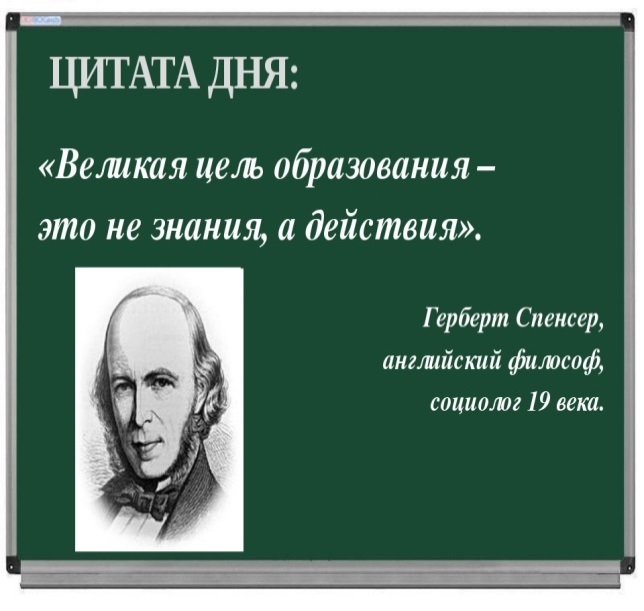 ЦИТАТА ДНЯ:
«Великая цель образования –
это не знания, а действия».
Герберт Спенсер,
английский философ,
социолог 19 века.